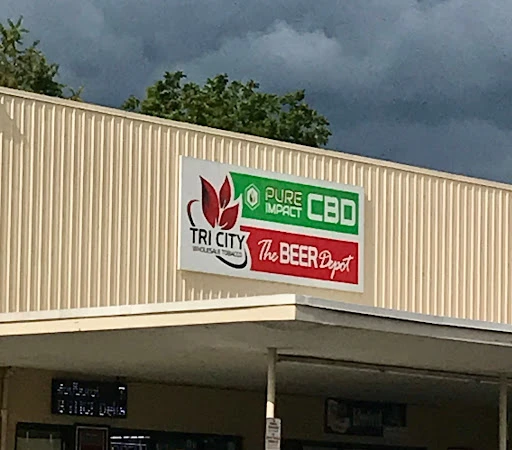 PURE
IMPACT
CBD
TRI CITY
WHOLESALE TOBACCO
The BEER Depot